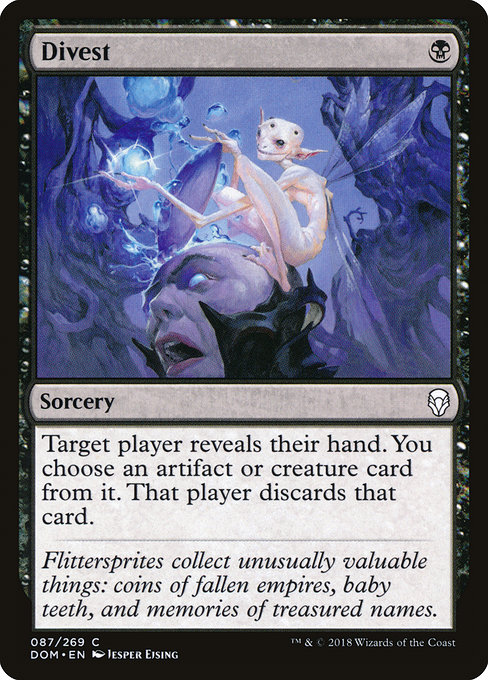 Divest
Sorcery
Target player reveals their hand. You
choose an artifact or creature card
from it. That player discards that
card.
Flittersprites collect unusually valuable
things: coins of fallen empires, baby
teeth, and memories of treasured names.
087/269 C
DOM • EN Jesper Eising
™ & © 2018 Wizards of the Coast